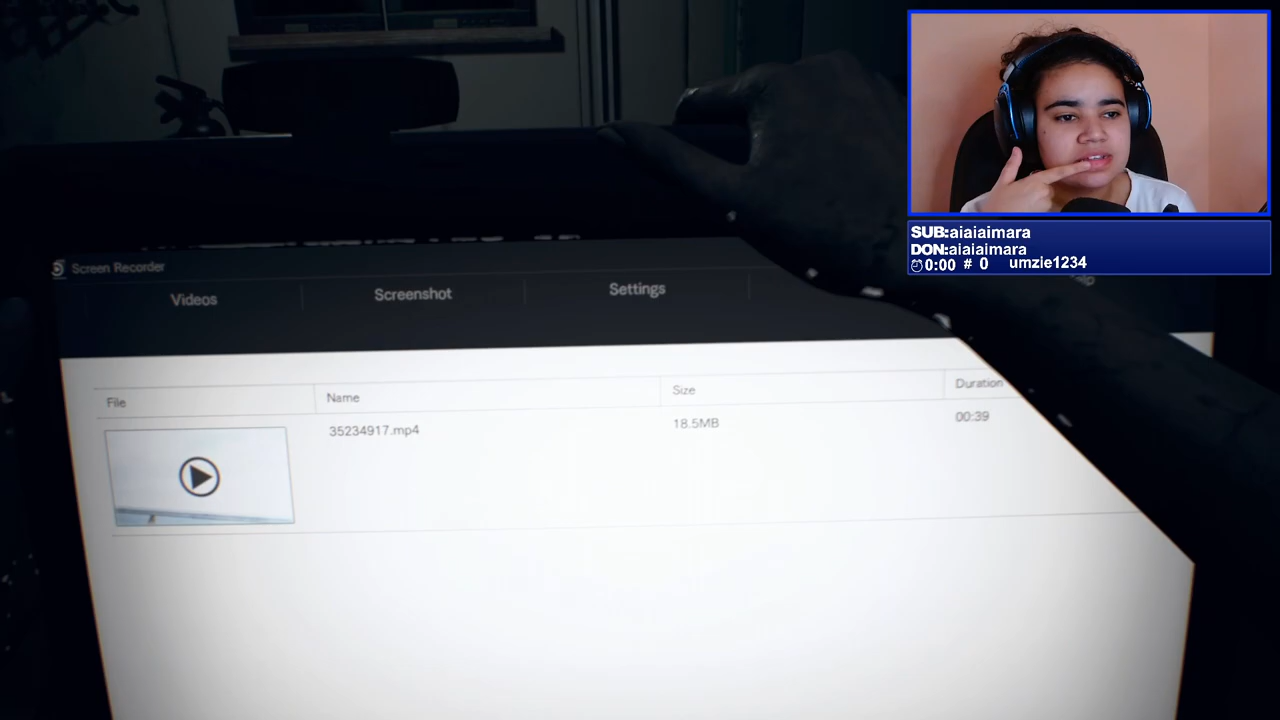 SUB:aiaiaimara
DON:aiaiaimara
0:00 # 0 umzie1234
Screen Recorder
Videos Screenshot Settings
File Name Size Duration
35234917.mp4 18.5MB 00:39